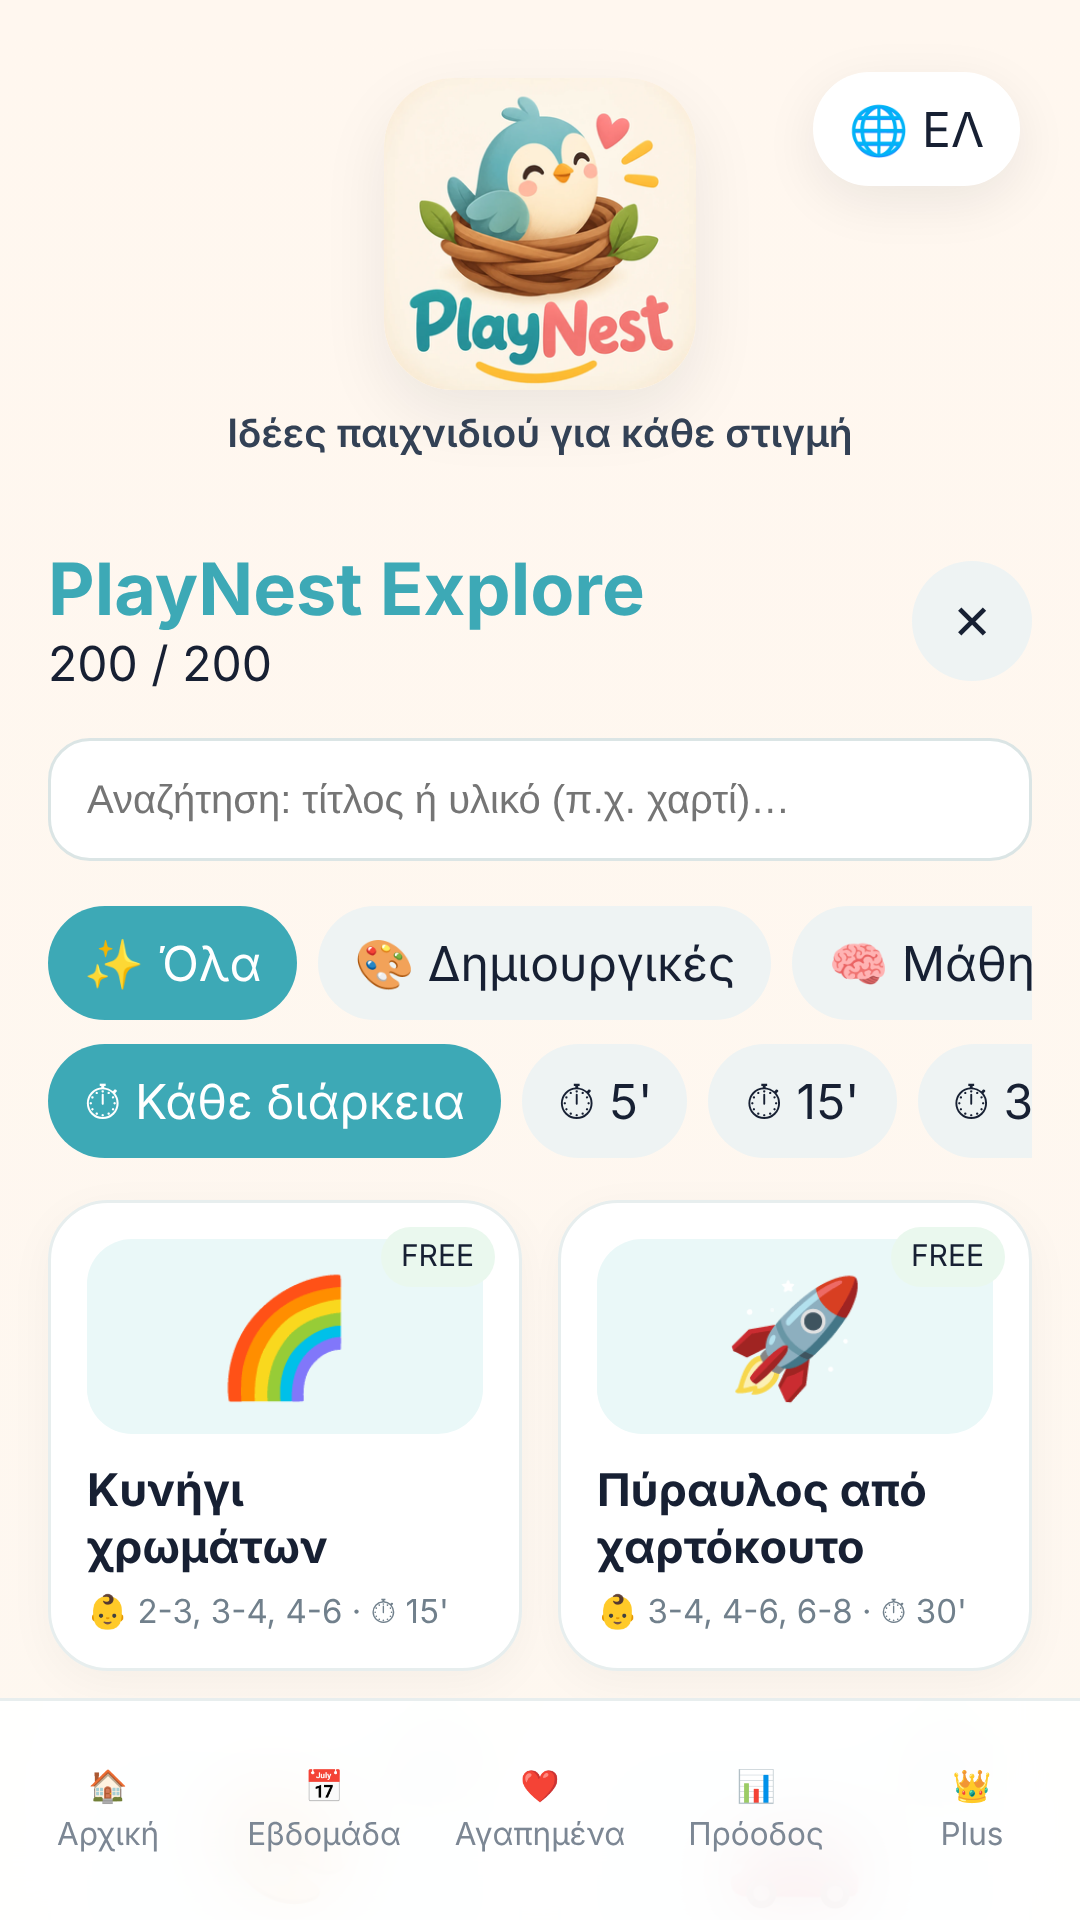 🌐 ΕΛ
PlayNest
Ιδέες παιχνιδιού για κάθε στιγμή
PlayNest Explore
✕
200 / 200
Αναζήτηση: τίτλος ή υλικό (π.χ. χαρτί)…
✨ Όλα 🎨 Δημιουργικές 🧠 Μάθη
⏱ Κάθε διάρκεια ⏱ 5' ⏱ 15' ⏱ 3
FREE
Κυνήγι
χρωμάτων
👶 2-3, 3-4, 4-6 · ⏱ 15'
FREE
Πύραυλος από
χαρτόκουτο
👶 3-4, 4-6, 6-8 · ⏱ 30'
Αρχική Εβδομάδα Αγαπημένα Πρόοδος Plus